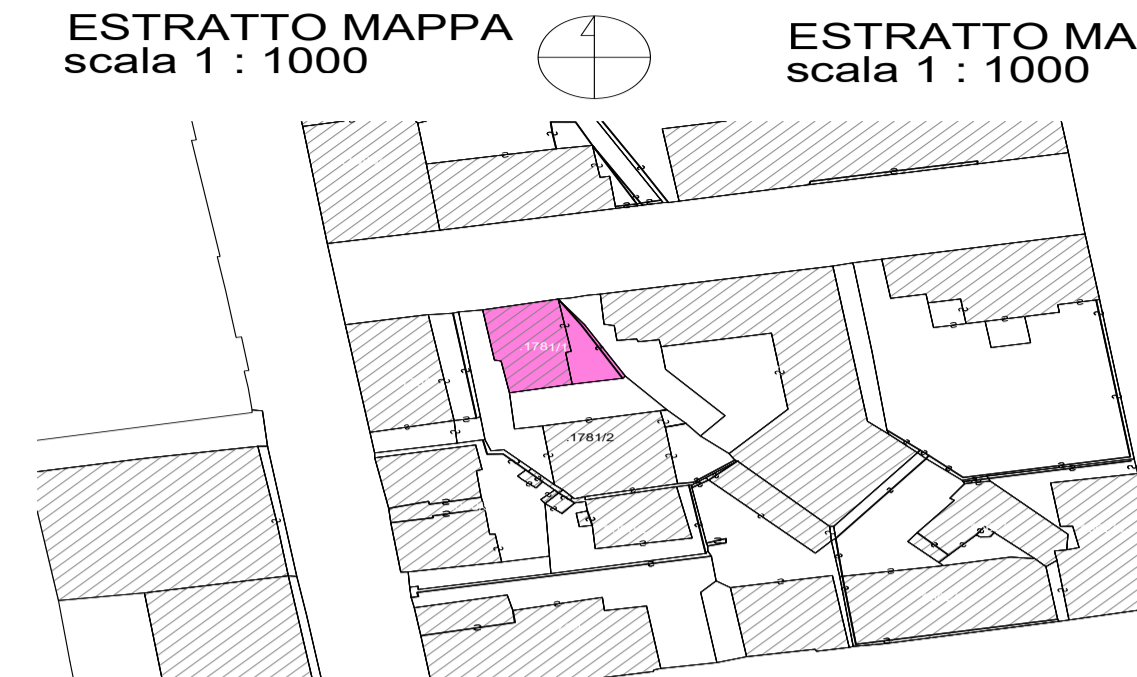 ESTRATTO MAPPA
scala 1 : 1000
ESTRATTO MA
scala 1 : 1000
.1781/1
.1781/2